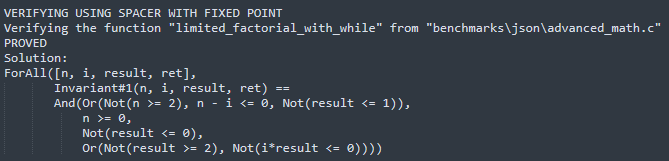 VERIFYING USING SPACER WITH FIXED POINT
Verifying the function "limited_factorial_with_while" from "benchmarks\json\advanced_math.c"
PROVED
Solution:
ForAll([n, i, result, ret],
Invariant#1(n, i, result, ret) ==
And(Or(Not(n >= 2), n - i <= 0, Not(result <= 1)),
n >= 0,
Not(result <= 0),
Or(Not(result >= 2), Not(i*result <= 0))))